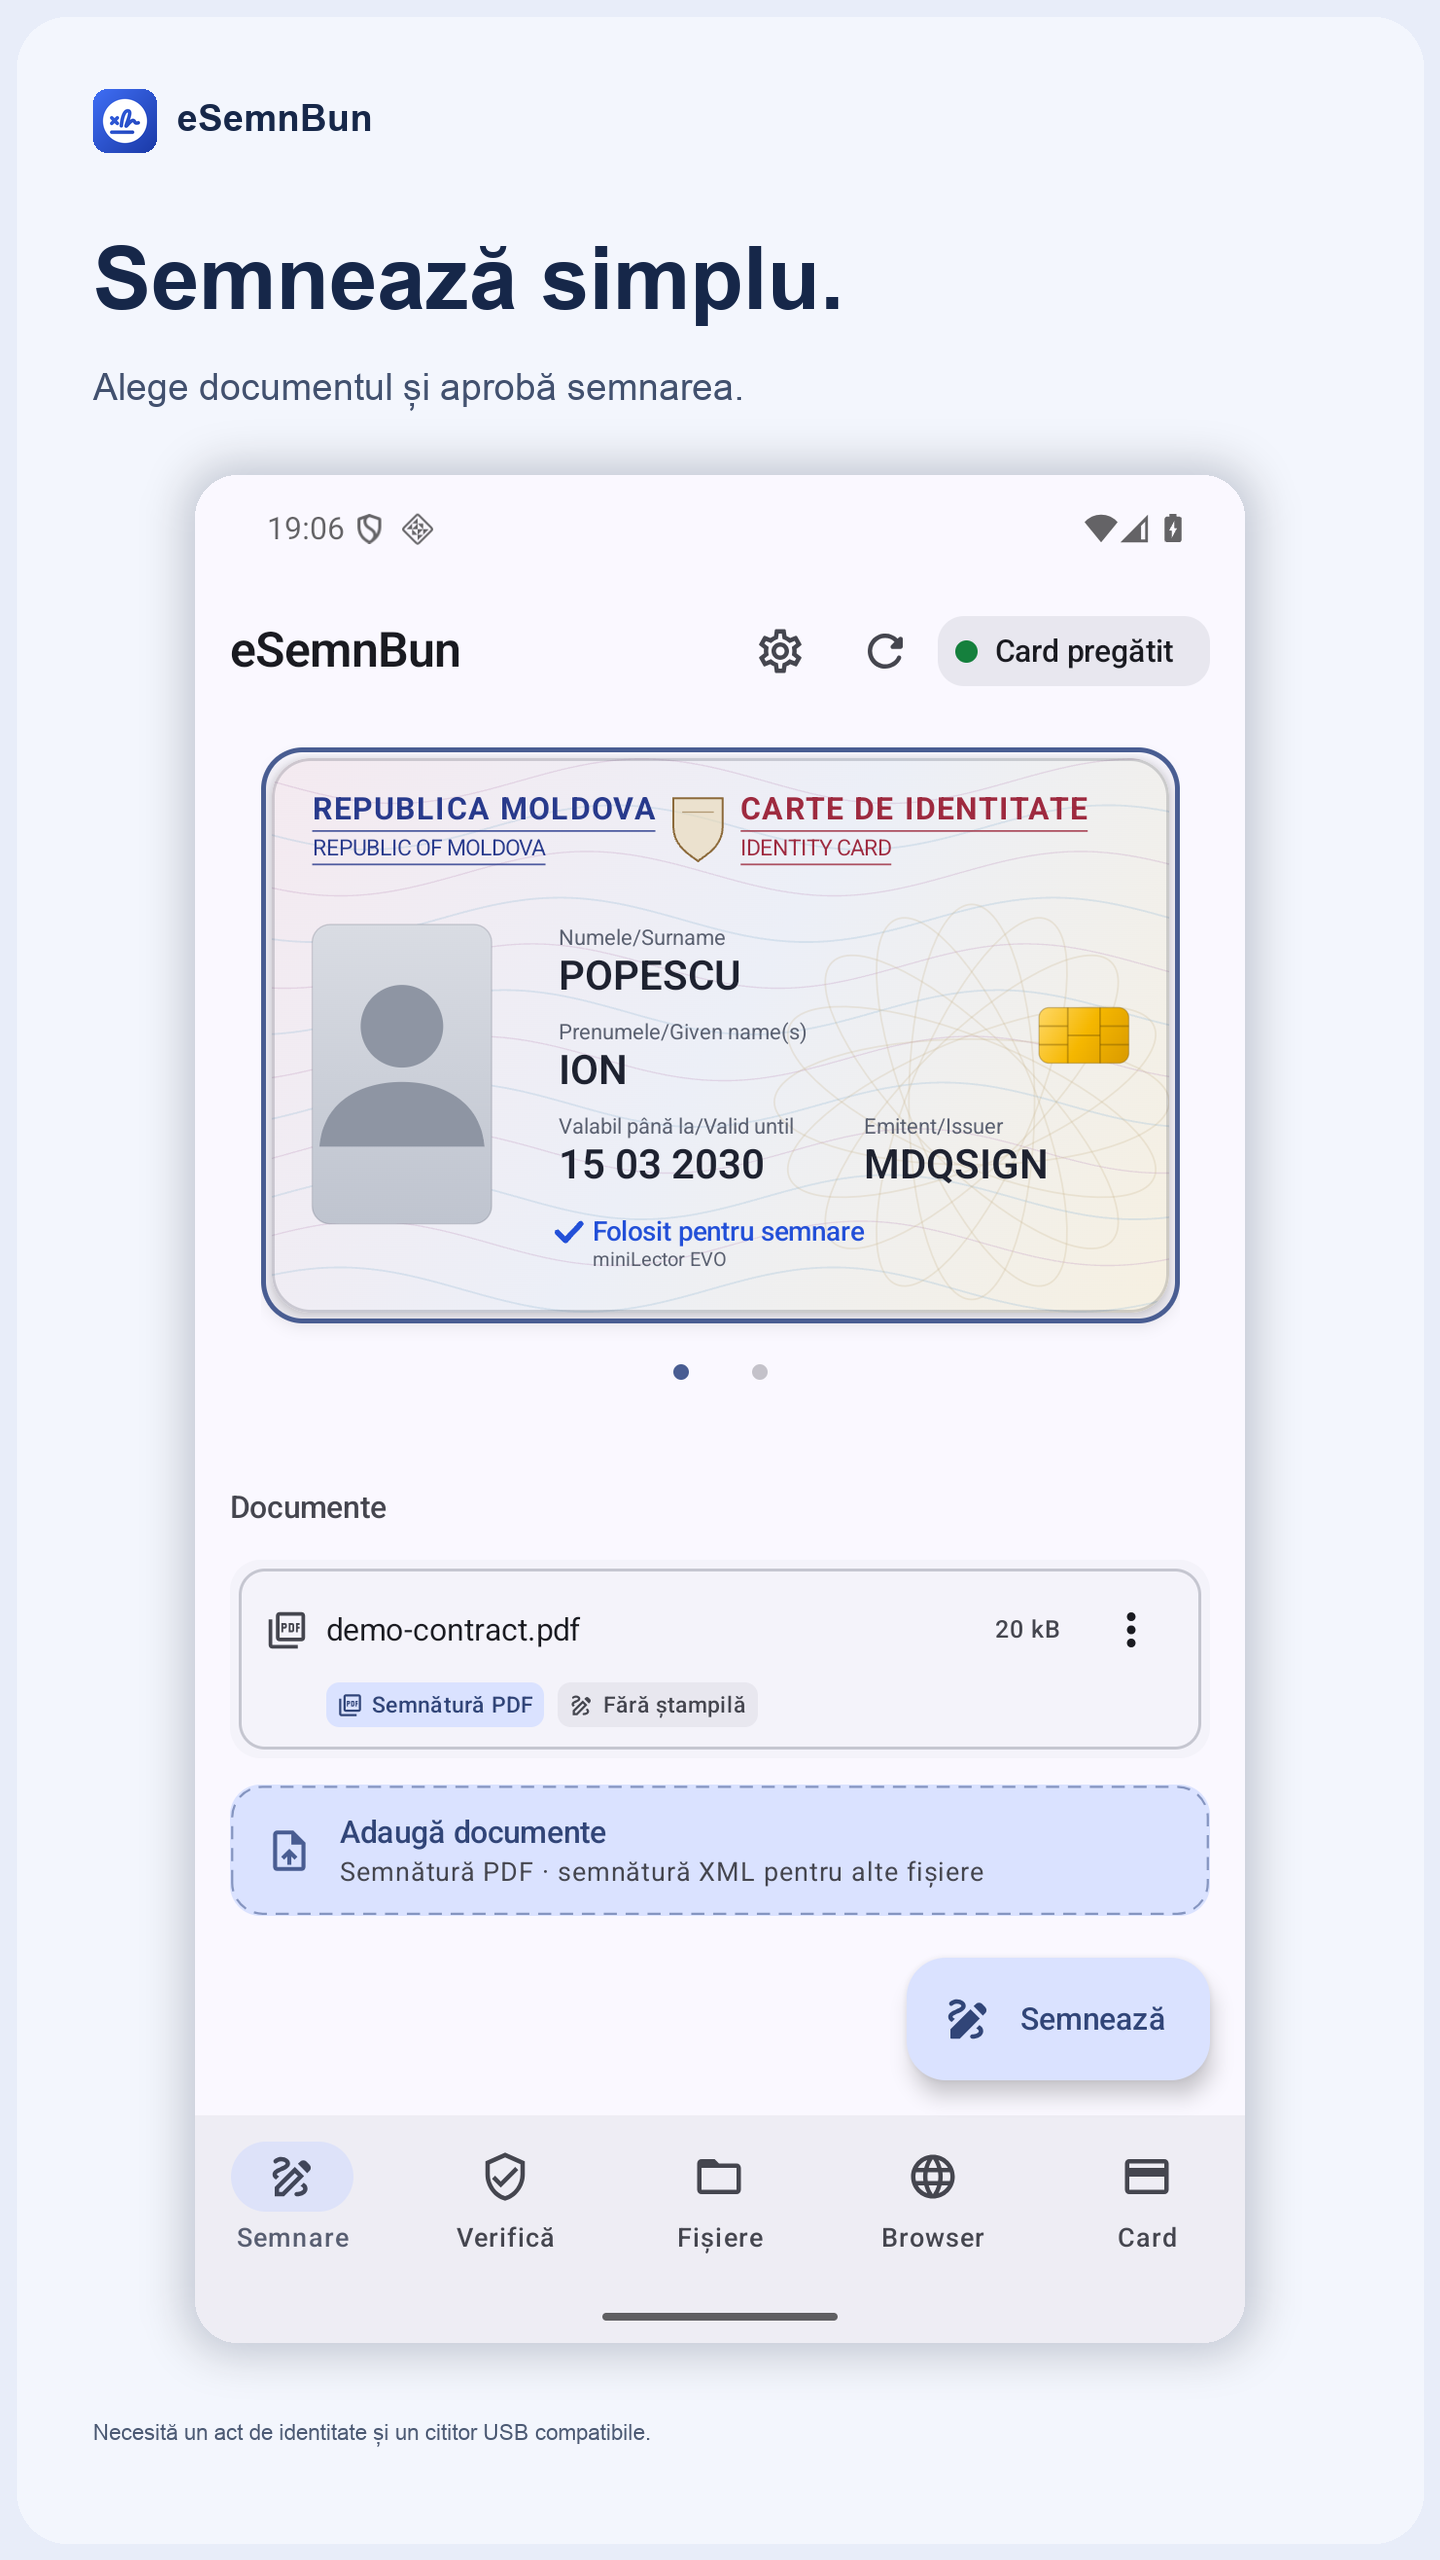 eSemnBun
Semnează simplu.
Alege documentul și aprobă semnarea.
19:06
eSemnBun
Card pregătit
REPUBLICA MOLDOVA
CARTE DE IDENTITATE
REPUBLIC OF MOLDOVA
IDENTITY CARD
Numele/Surname
POPESCU
Prenumele/Given name(s)
ION
Valabil până la/Valid until
Emitent/Issuer
15 03 2030
MDQSIGN
Folosit pentru semnare
miniLector EVO
Documente
PDF demo-contract.pdf 20 kB
PDF Semnătură PDF Fără ștampilă
Adaugă documente
Semnătură PDF · semnătură XML pentru alte fișiere
Semnează
Semnare Verifică Fișiere Browser Card
Necesită un act de identitate și un cititor USB compatibile.